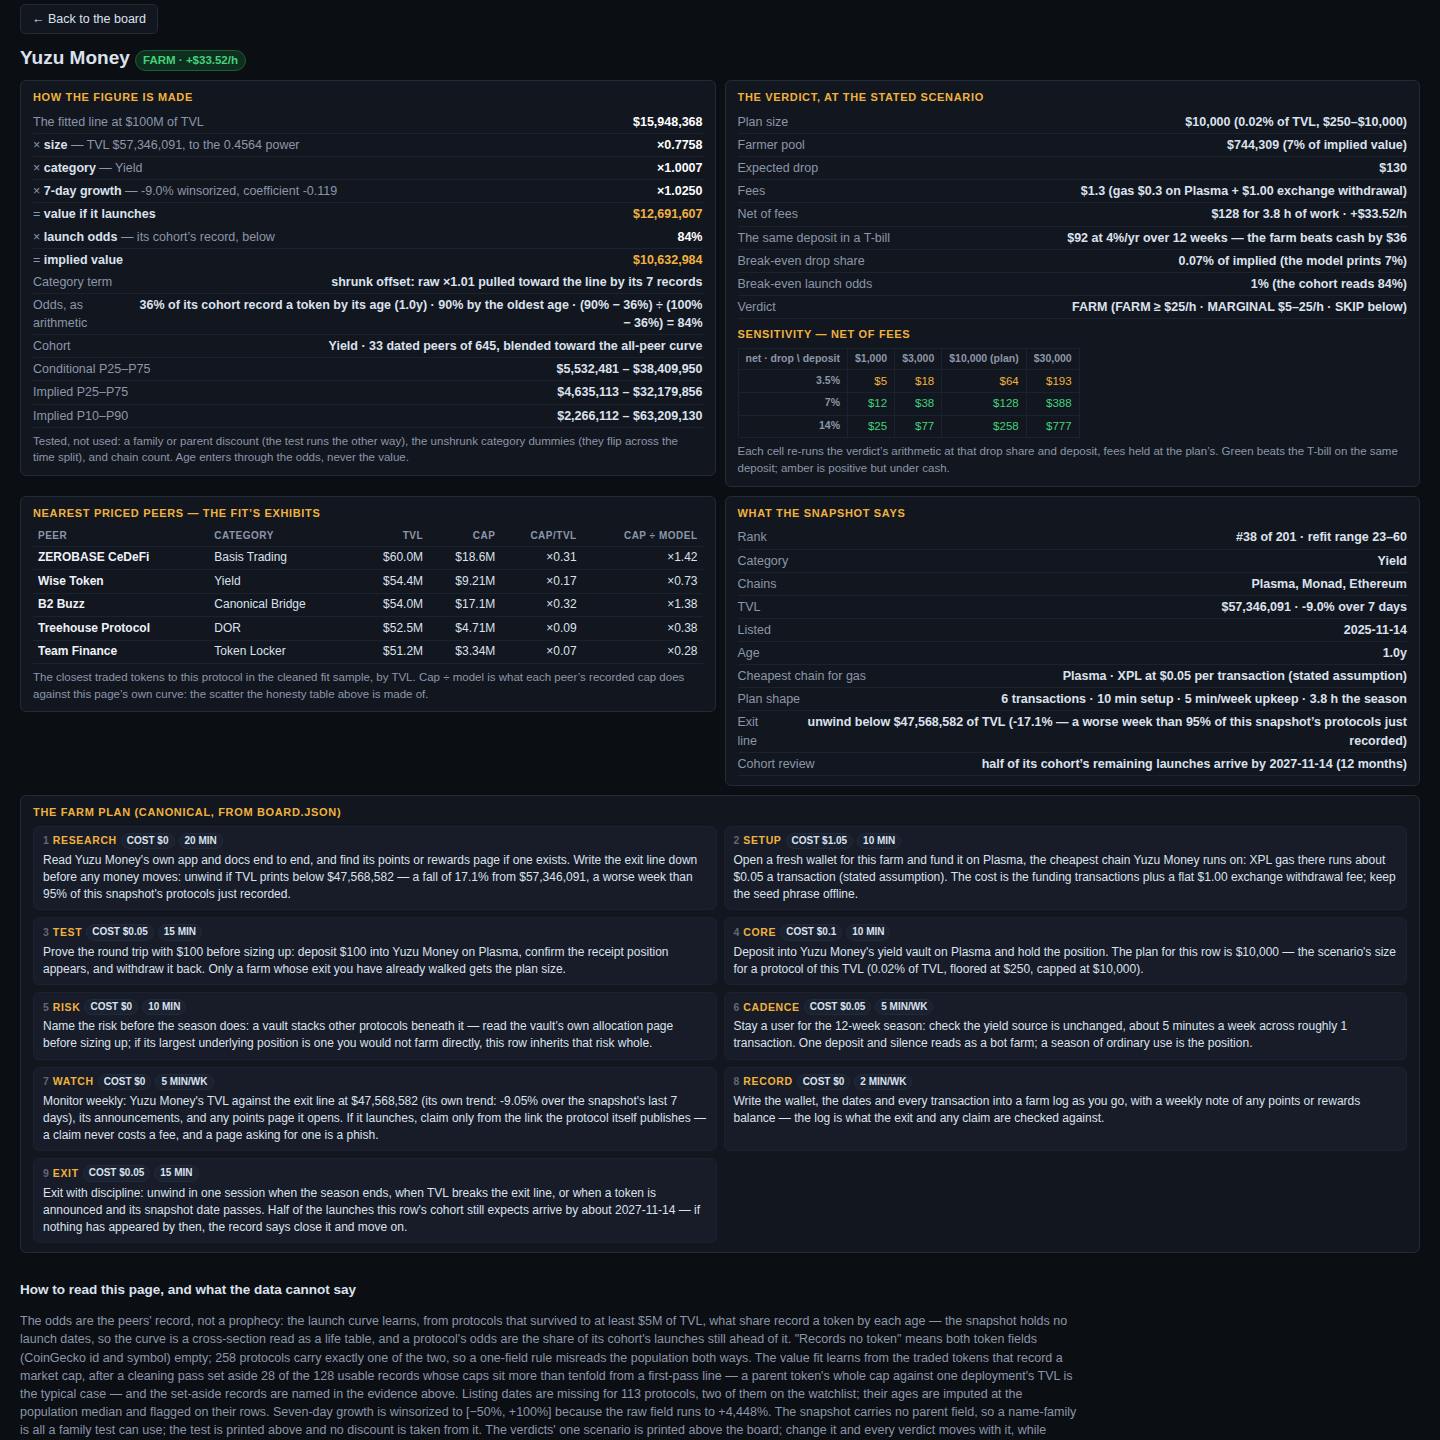 ← Back to the board
Yuzu Money FARM · +$33.52/h
HOW THE FIGURE IS MADE
The fitted line at $100M of TVL $15,948,368
× size — TVL $57,346,091, to the 0.4564 power ×0.7758
× category — Yield ×1.0007
× 7-day growth — -9.0% winsorized, coefficient -0.119 ×1.0250
= value if it launches $12,691,607
× launch odds — its cohort's record, below 84%
= implied value $10,632,984
Category term shrunk offset: raw ×1.01 pulled toward the line by its 7 records
Odds, as arithmetic 36% of its cohort record a token by its age (1.0y) · 90% by the oldest age · (90% − 36%) ÷ (100%
− 36%) = 84%
Cohort Yield · 33 dated peers of 645, blended toward the all-peer curve
Conditional P25–P75 $5,532,481 – $38,409,950
Implied P25–P75 $4,635,113 – $32,179,856
Implied P10–P90 $2,266,112 – $63,209,130
Tested, not used: a family or parent discount (the test runs the other way), the unshrunk category dummies (they flip across the
time split), and chain count. Age enters through the odds, never the value.
THE VERDICT, AT THE STATED SCENARIO
Plan size $10,000 (0.02% of TVL, $250–$10,000)
Farmer pool $744,309 (7% of implied value)
Expected drop $130
Fees $1.3 (gas $0.3 on Plasma + $1.00 exchange withdrawal)
Net of fees $128 for 3.8 h of work · +$33.52/h
The same deposit in a T-bill $92 at 4%/yr over 12 weeks — the farm beats cash by $36
Break-even drop share 0.07% of implied (the model prints 7%)
Break-even launch odds 1% (the cohort reads 84%)
Verdict FARM (FARM ≥ $25/h · MARGINAL $5–25/h · SKIP below)
SENSITIVITY — NET OF FEES
net · drop \ deposit $1,000 $3,000 $10,000 (plan) $30,000
3.5% $5 $18 $64 $193
7% $12 $38 $128 $388
14% $25 $77 $258 $777
Each cell re-runs the verdict's arithmetic at that drop share and deposit, fees held at the plan's. Green beats the T-bill on the same
deposit; amber is positive but under cash.
NEAREST PRICED PEERS — THE FIT'S EXHIBITS
PEER CATEGORY TVL CAP CAP/TVL CAP ÷ MODEL
ZEROBASE CeDeFi Basis Trading $60.0M $18.6M ×0.31 ×1.42
Wise Token Yield $54.4M $9.21M ×0.17 ×0.73
B2 Buzz Canonical Bridge $54.0M $17.1M ×0.32 ×1.38
Treehouse Protocol DOR $52.5M $4.71M ×0.09 ×0.38
Team Finance Token Locker $51.2M $3.34M ×0.07 ×0.28
The closest traded tokens to this protocol in the cleaned fit sample, by TVL. Cap ÷ model is what each peer's recorded cap does
against this page's own curve: the scatter the honesty table above is made of.
WHAT THE SNAPSHOT SAYS
Rank #38 of 201 · refit range 23–60
Category Yield
Chains Plasma, Monad, Ethereum
TVL $57,346,091 · -9.0% over 7 days
Listed 2025-11-14
Age 1.0y
Cheapest chain for gas Plasma · XPL at $0.05 per transaction (stated assumption)
Plan shape 6 transactions · 10 min setup · 5 min/week upkeep · 3.8 h the season
Exit line unwind below $47,568,582 of TVL (-17.1% — a worse week than 95% of this snapshot's protocols just
recorded)
Cohort review half of its cohort's remaining launches arrive by 2027-11-14 (12 months)
THE FARM PLAN (CANONICAL, FROM BOARD.JSON)
1 RESEARCH COST $0 20 MIN
Read Yuzu Money's own app and docs end to end, and find its points or rewards page if one exists. Write the exit line down
before any money moves: unwind if TVL prints below $47,568,582 — a fall of 17.1% from $57,346,091, a worse week than
95% of this snapshot's protocols just recorded.
2 SETUP COST $1.05 10 MIN
Open a fresh wallet for this farm and fund it on Plasma, the cheapest chain Yuzu Money runs on: XPL gas there runs about
$0.05 a transaction (stated assumption). The cost is the funding transactions plus a flat $1.00 exchange withdrawal fee; keep
the seed phrase offline.
3 TEST COST $0.05 15 MIN
Prove the round trip with $100 before sizing up: deposit $100 into Yuzu Money on Plasma, confirm the receipt position
appears, and withdraw it back. Only a farm whose exit you have already walked gets the plan size.
4 CORE COST $0.1 10 MIN
Deposit into Yuzu Money's yield vault on Plasma and hold the position. The plan for this row is $10,000 — the scenario's size
for a protocol of this TVL (0.02% of TVL, floored at $250, capped at $10,000).
5 RISK COST $0 10 MIN
Name the risk before the season does: a vault stacks other protocols beneath it — read the vault's own allocation page
before sizing up; if its largest underlying position is one you would not farm directly, this row inherits that risk whole.
6 CADENCE COST $0.05 5 MIN/WK
Stay a user for the 12-week season: check the yield source is unchanged, about 5 minutes a week across roughly 1
transaction. One deposit and silence reads as a bot farm; a season of ordinary use is the position.
7 WATCH COST $0 5 MIN/WK
Monitor weekly: Yuzu Money's TVL against the exit line at $47,568,582 (its own trend: -9.05% over the snapshot's last 7
days), its announcements, and any points page it opens. If it launches, claim only from the link the protocol itself publishes —
a claim never costs a fee, and a page asking for one is a phish.
8 RECORD COST $0 2 MIN/WK
Write the wallet, the dates and every transaction into a farm log as you go, with a weekly note of any points or rewards
balance — the log is what the exit and any claim are checked against.
9 EXIT COST $0.05 15 MIN
Exit with discipline: unwind in one session when the season ends, when TVL breaks the exit line, or when a token is
announced and its snapshot date passes. Half of the launches this row's cohort still expects arrive by about 2027-11-14 — if
nothing has appeared by then, the record says close it and move on.
How to read this page, and what the data cannot say
The odds are the peers' record, not a prophecy: the launch curve learns, from protocols that survived to at least $5M of TVL, what share record a token by each age — the snapshot holds no
launch dates, so the curve is a cross-section read as a life table, and a protocol's odds are the share of its cohort's launches still ahead of it. "Records no token" means both token fields
(CoinGecko id and symbol) empty; 258 protocols carry exactly one of the two, so a one-field rule misreads the population both ways. The value fit learns from the traded tokens that record a
market cap, after a cleaning pass set aside 28 of the 128 usable records whose caps sit more than tenfold from a first-pass line — a parent token's whole cap against one deployment's TVL is
the typical case — and the set-aside records are named in the evidence above. Listing dates are missing for 113 protocols, two of them on the watchlist; their ages are imputed at the
population median and flagged on their rows. Seven-day growth is winsorized to [−50%, +100%] because the raw field runs to +4,448%. The snapshot carries no parent field, so a name-family
is all a family test can use; the test is printed above and no discount is taken from it. The verdicts' one scenario is printed above the board; change it and every verdict moves with it, while